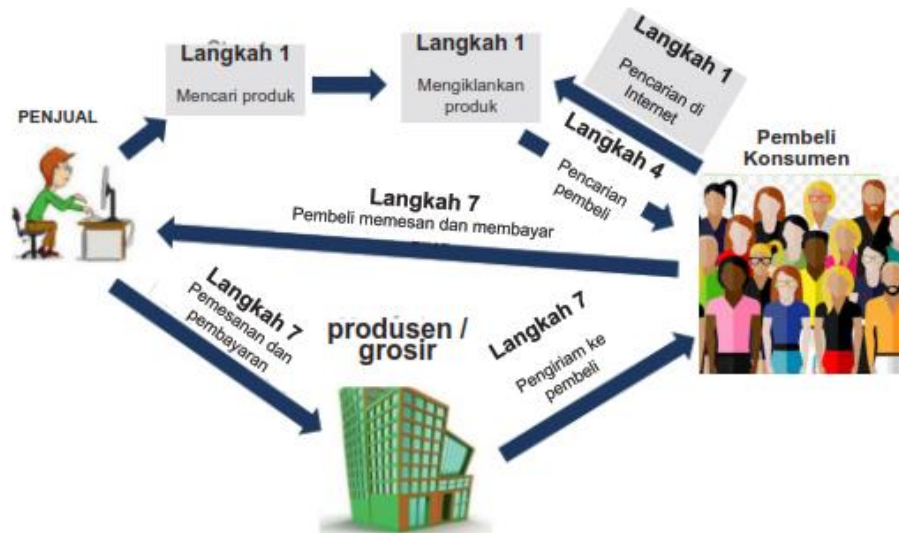 Langkah 1
Mencari produk
Langkah 1
Mengiklankan
produk
Langkah 1
Pencarian di
Internet
PENJUAL
Langkah 4
Pencarian
pembeli
Pembeli
Konsumen
Langkah 7
Pembeli memesan dan membayar
Langkah 7
Pemesanan dan
pembayaran
produsen /
grosir
Langkah 7
Pengiriam ke
pembeli